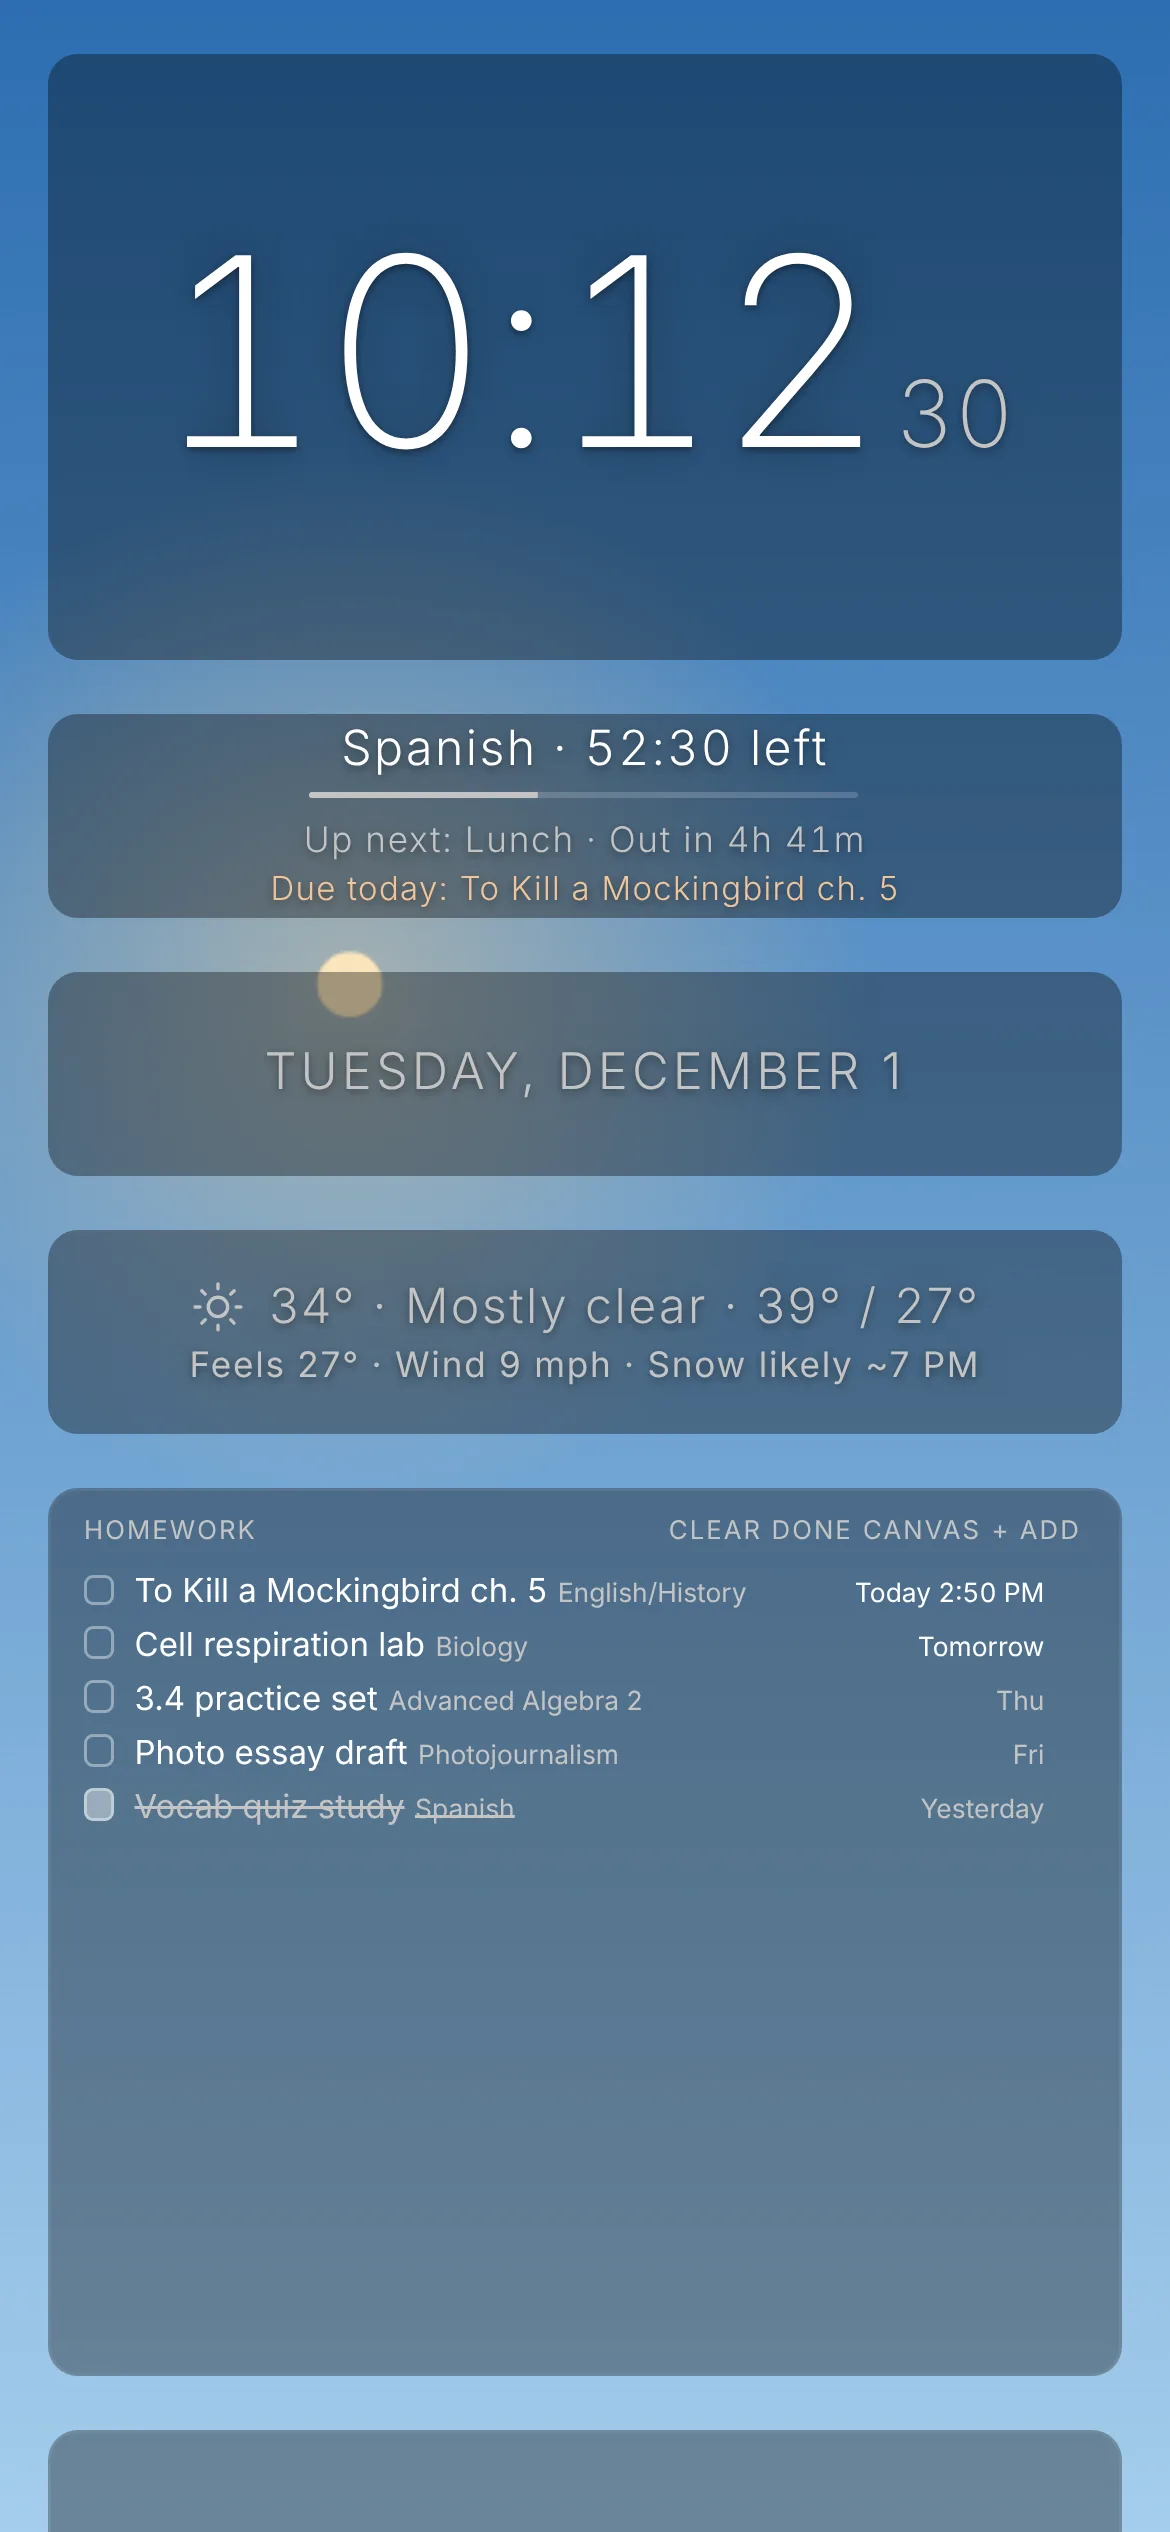 10:12 30
Spanish · 52:30 left
Up next: Lunch · Out in 4h 41m
Due today: To Kill a Mockingbird ch. 5
TUESDAY, DECEMBER 1
34° · Mostly clear · 39° / 27°
Feels 27° · Wind 9 mph · Snow likely ~7 PM
HOMEWORK CLEAR DONE CANVAS + ADD
To Kill a Mockingbird ch. 5 English/History Today 2:50 PM
Cell respiration lab Biology Tomorrow
3.4 practice set Advanced Algebra 2 Thu
Photo essay draft Photojournalism Fri
Vocab quiz study Spanish Yesterday